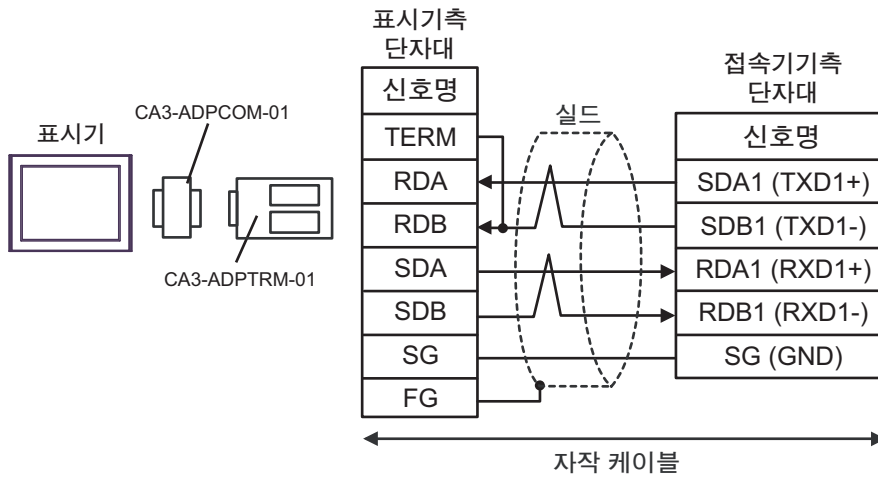 표시기
CA3-ADPCOM-01
CA3-ADPTRM-01
표시기측
단자대
신호명
TERM
RDA
RDB
SDA
SDB
SG
FG
실드
접속기기측
단자대
신호명
SDA1 (TXD1+)
SDB1 (TXD1-)
RDA1 (RXD1+)
RDB1 (RXD1-)
SG (GND)
자작 케이블